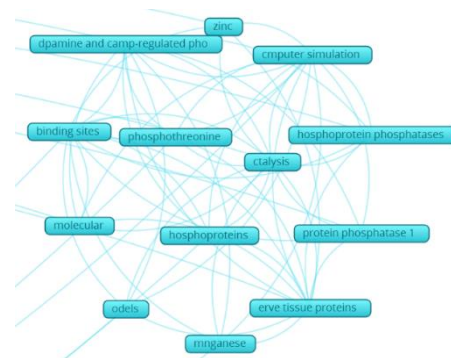 zinc
dpamine and camp-regulated pho
cmputer simulation
binding sites
phosphothreonine
hosphoprotein phosphatases
ctalysis
molecular
hosphoproteins
protein phosphatase 1
odels
erve tissue proteins
mnganese